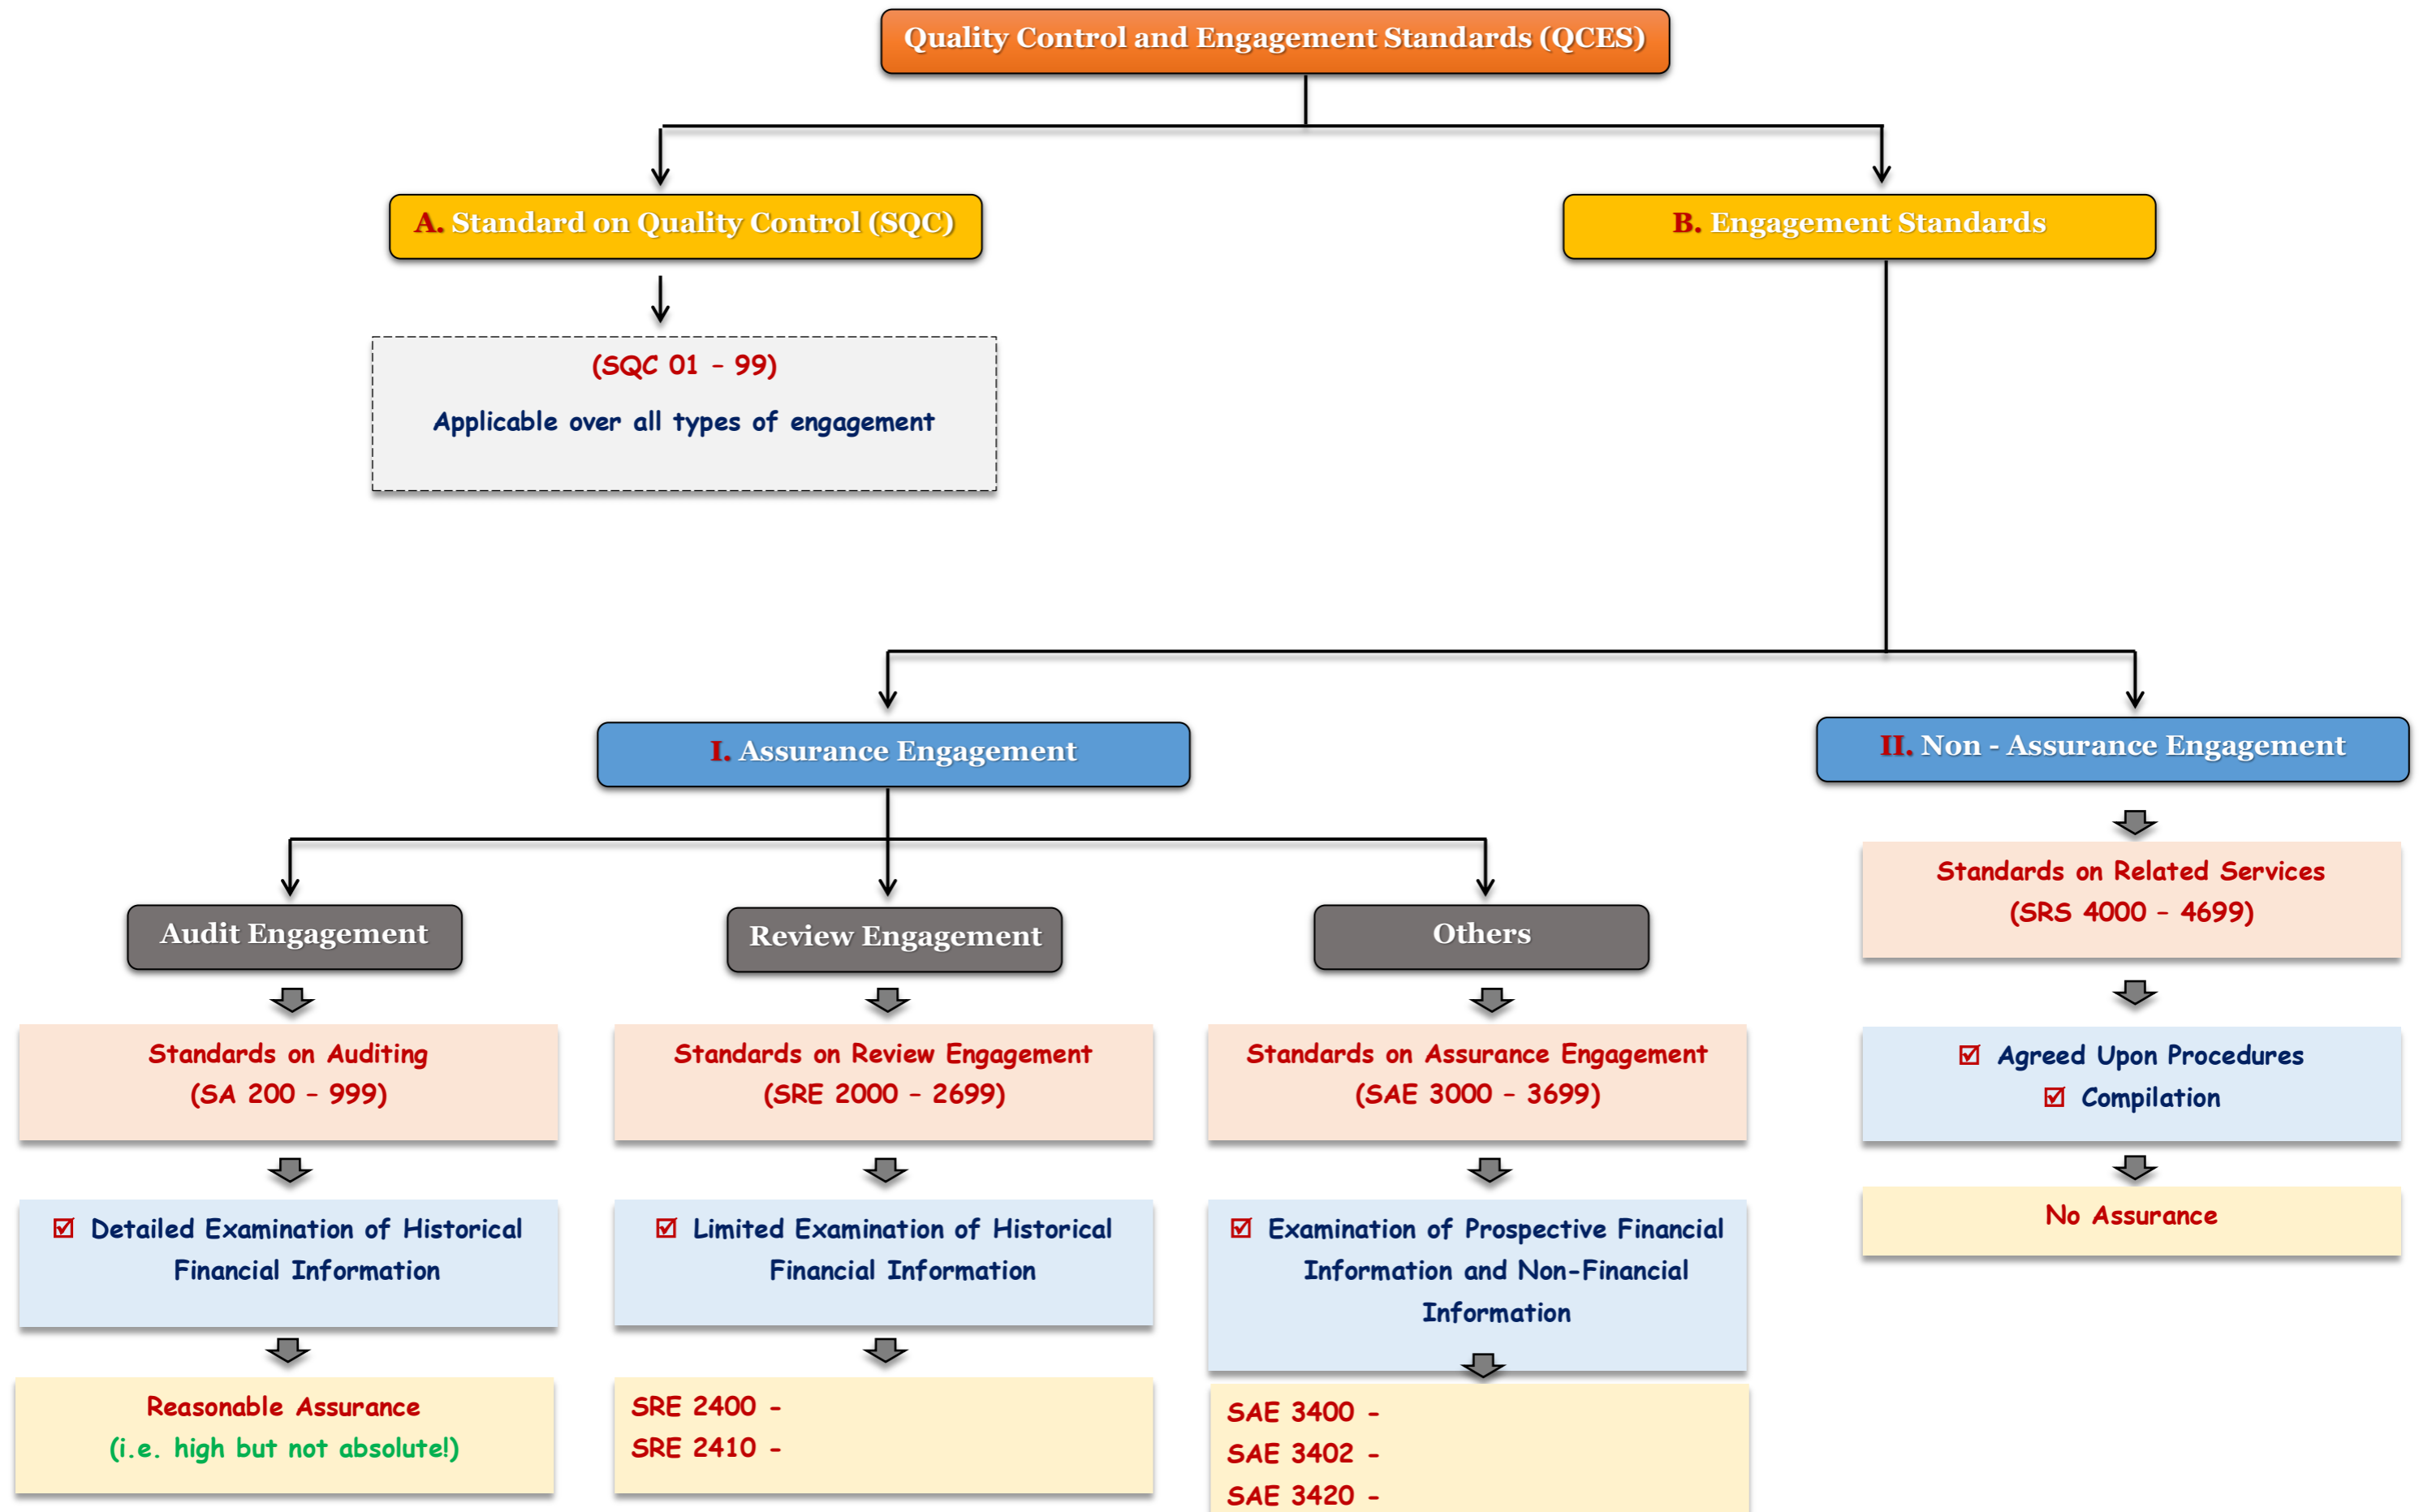 Quality Control and Engagement Standards (QCES)
A. Standard on Quality Control (SQC)
B. Engagement Standards
(SQC 01 – 99)
Applicable over all types of engagement
I. Assurance Engagement
II. Non - Assurance Engagement
Audit Engagement
Review Engagement
Others
Standards on Related Services
(SRS 4000 – 4699)
Standards on Auditing
(SA 200 – 999)
Standards on Review Engagement
(SRE 2000 – 2699)
Standards on Assurance Engagement
(SAE 3000 – 3699)
Agreed Upon Procedures
Compilation
Detailed Examination of Historical
Financial Information
Limited Examination of Historical
Financial Information
Examination of Prospective Financial
Information and Non-Financial
Information
No Assurance
Reasonable Assurance
(i.e. high but not absolute!)
SRE 2400 -
SRE 2410 -
SAE 3400 -
SAE 3402 -
SAE 3420 -